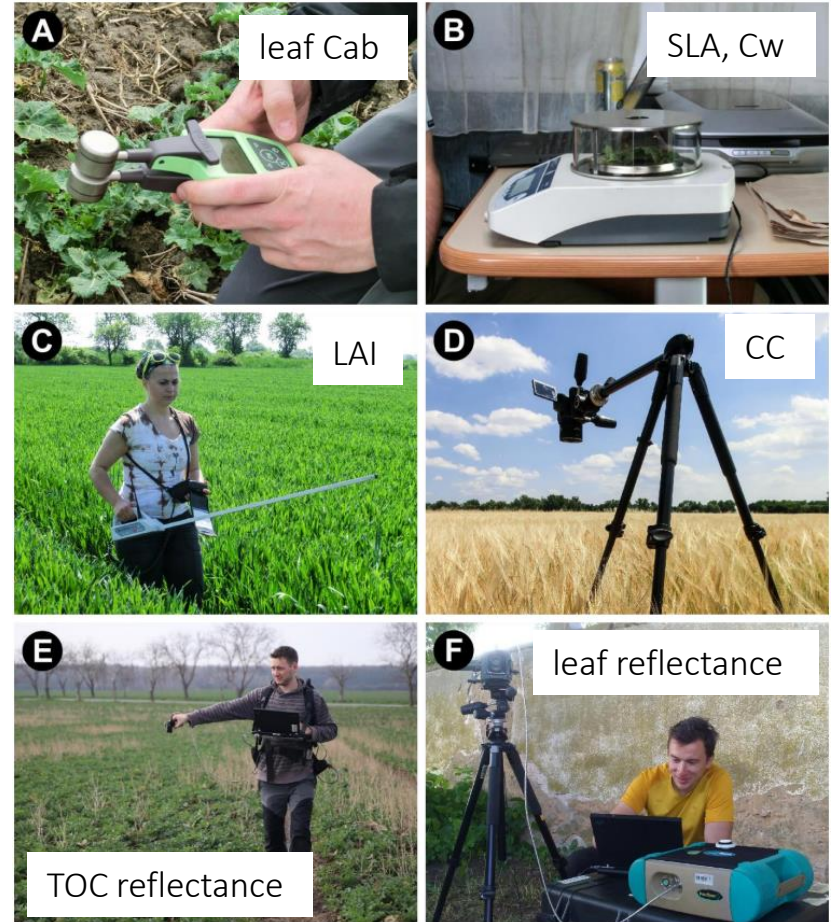 A
leaf Cab
B
SLA, Cw
C
LAI
D
CC
E
TOC reflectance
F
leaf reflectance